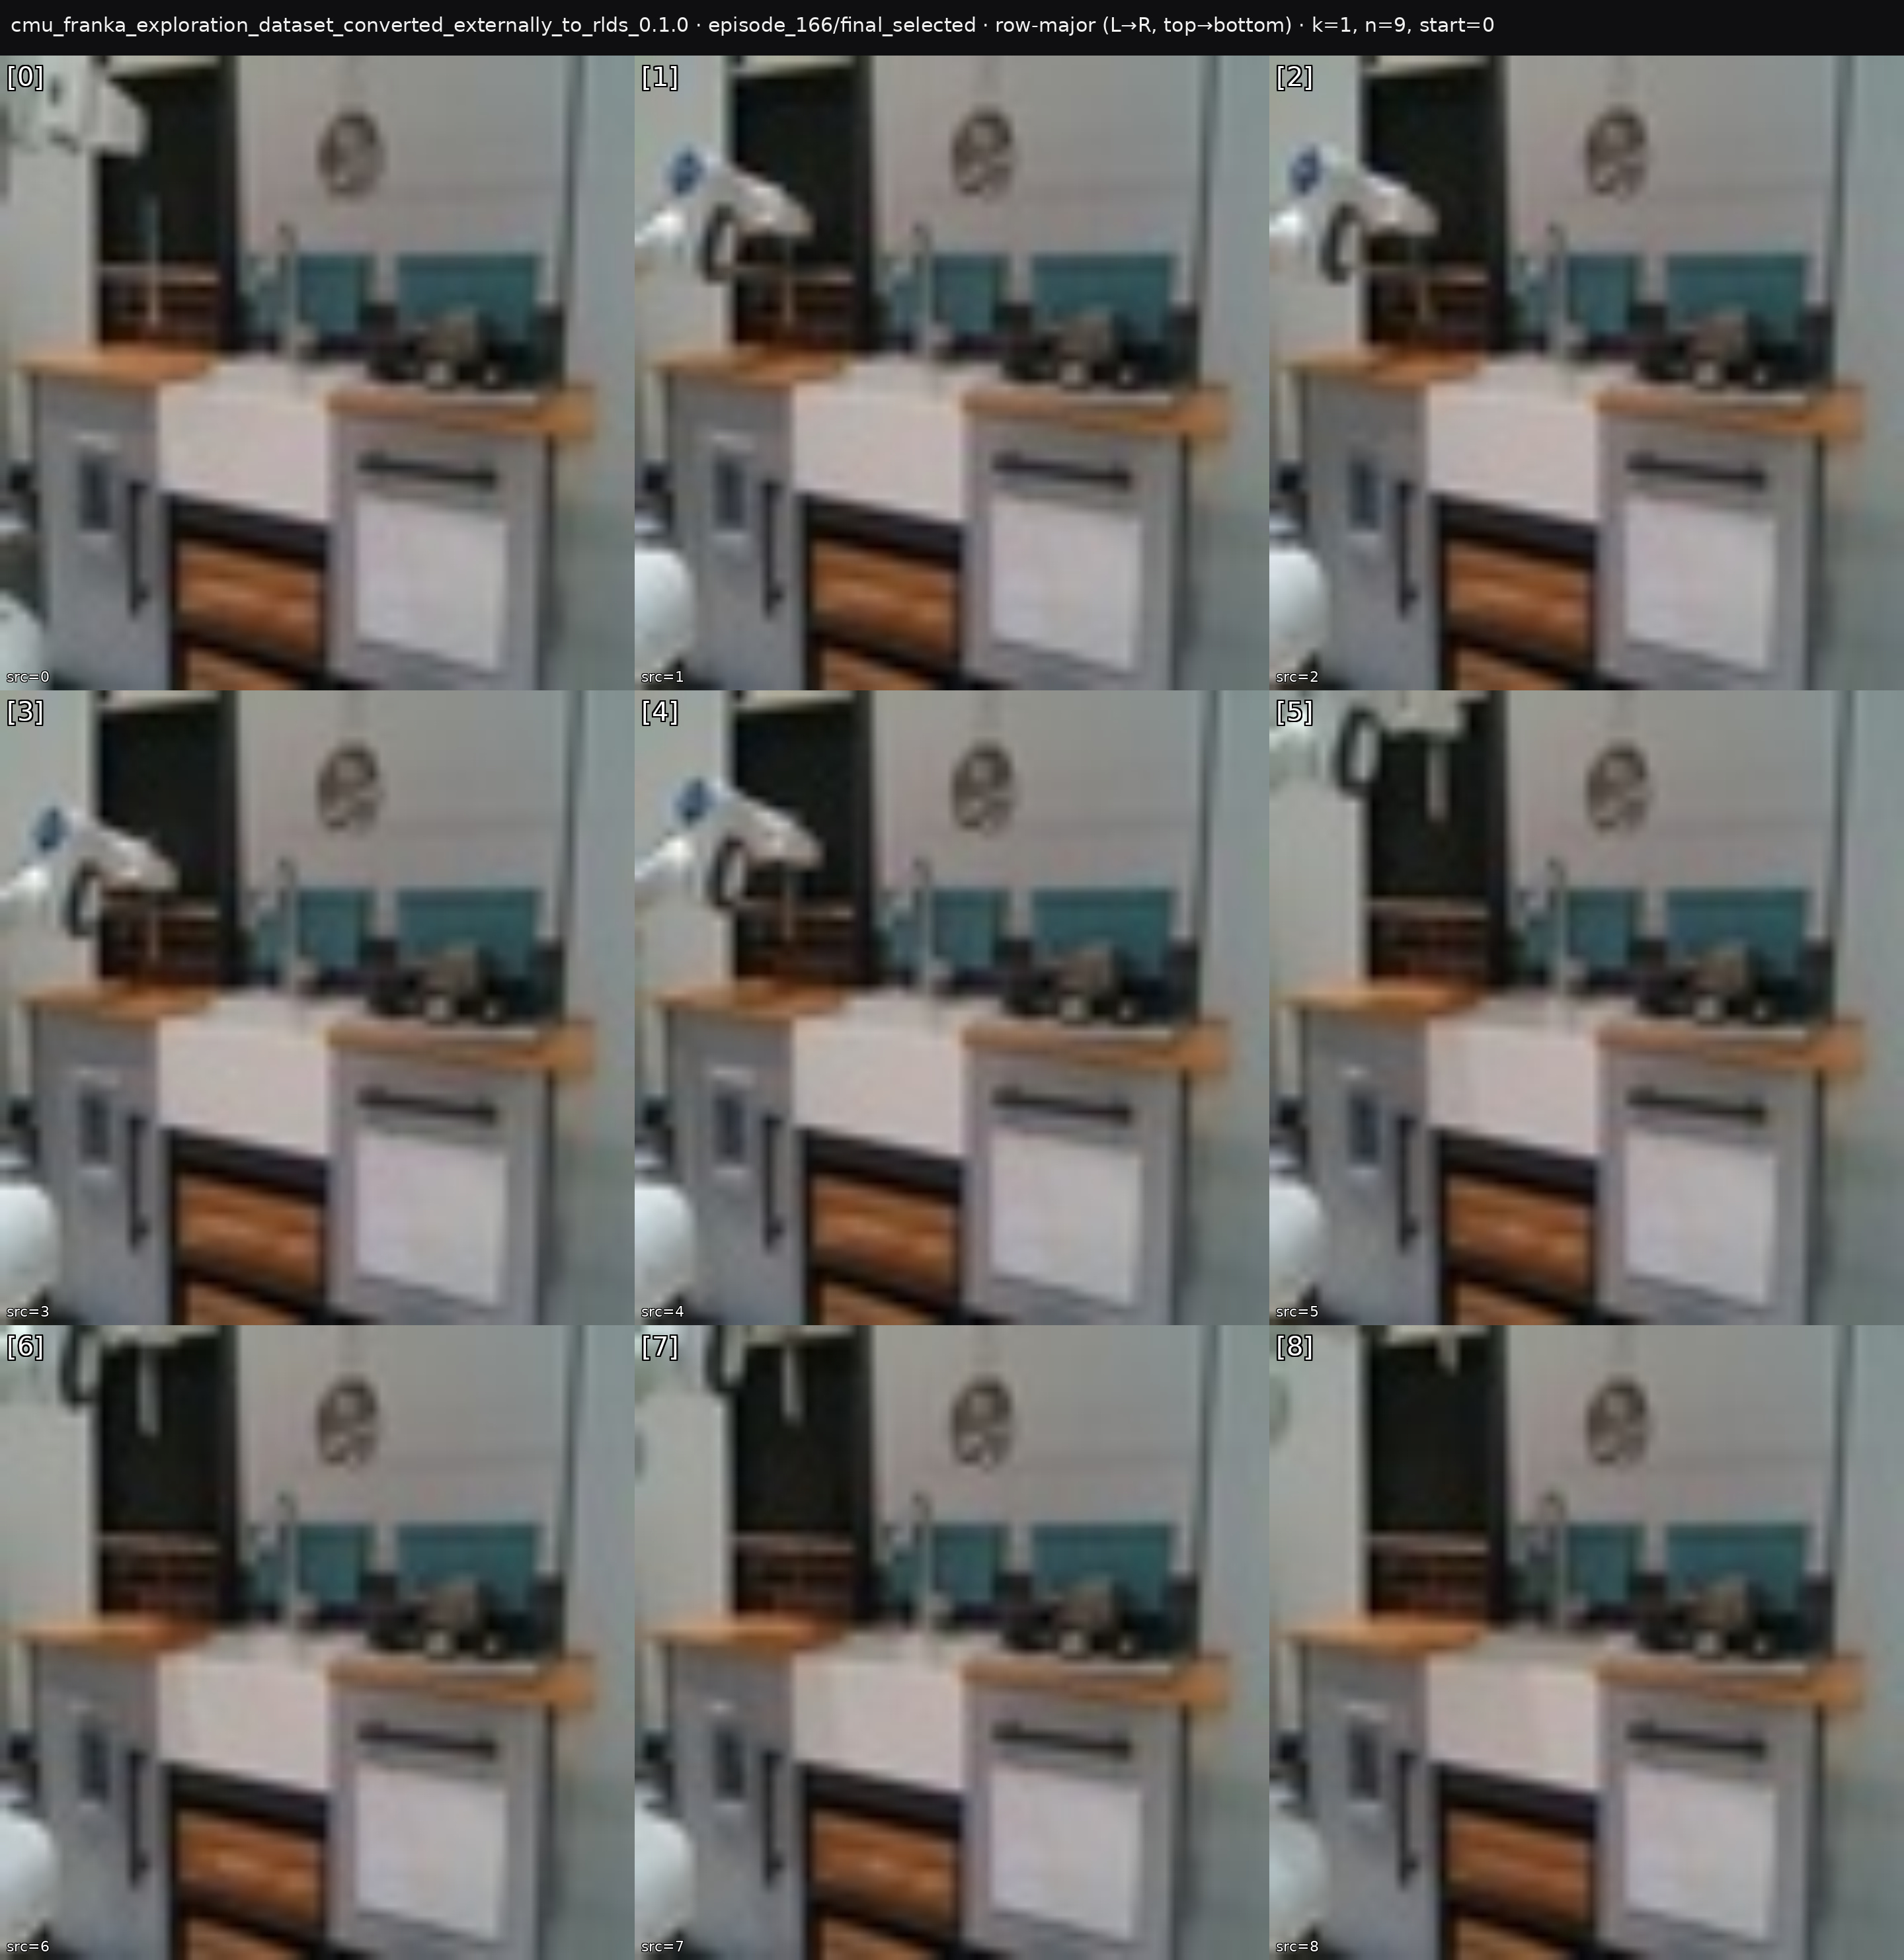 cmu_franka_exploration_dataset_converted_externally_to_rlds_0.1.0 · episode_166/final_selected · row-major (L→R, top→bottom) · k=1, n=9, start=0
[0]
[1]
[2]
src=0
src=1
src=2
[3]
[4]
[5]
src=3
src=4
src=5
[6]
[7]
[8]
src=6
src=7
src=8